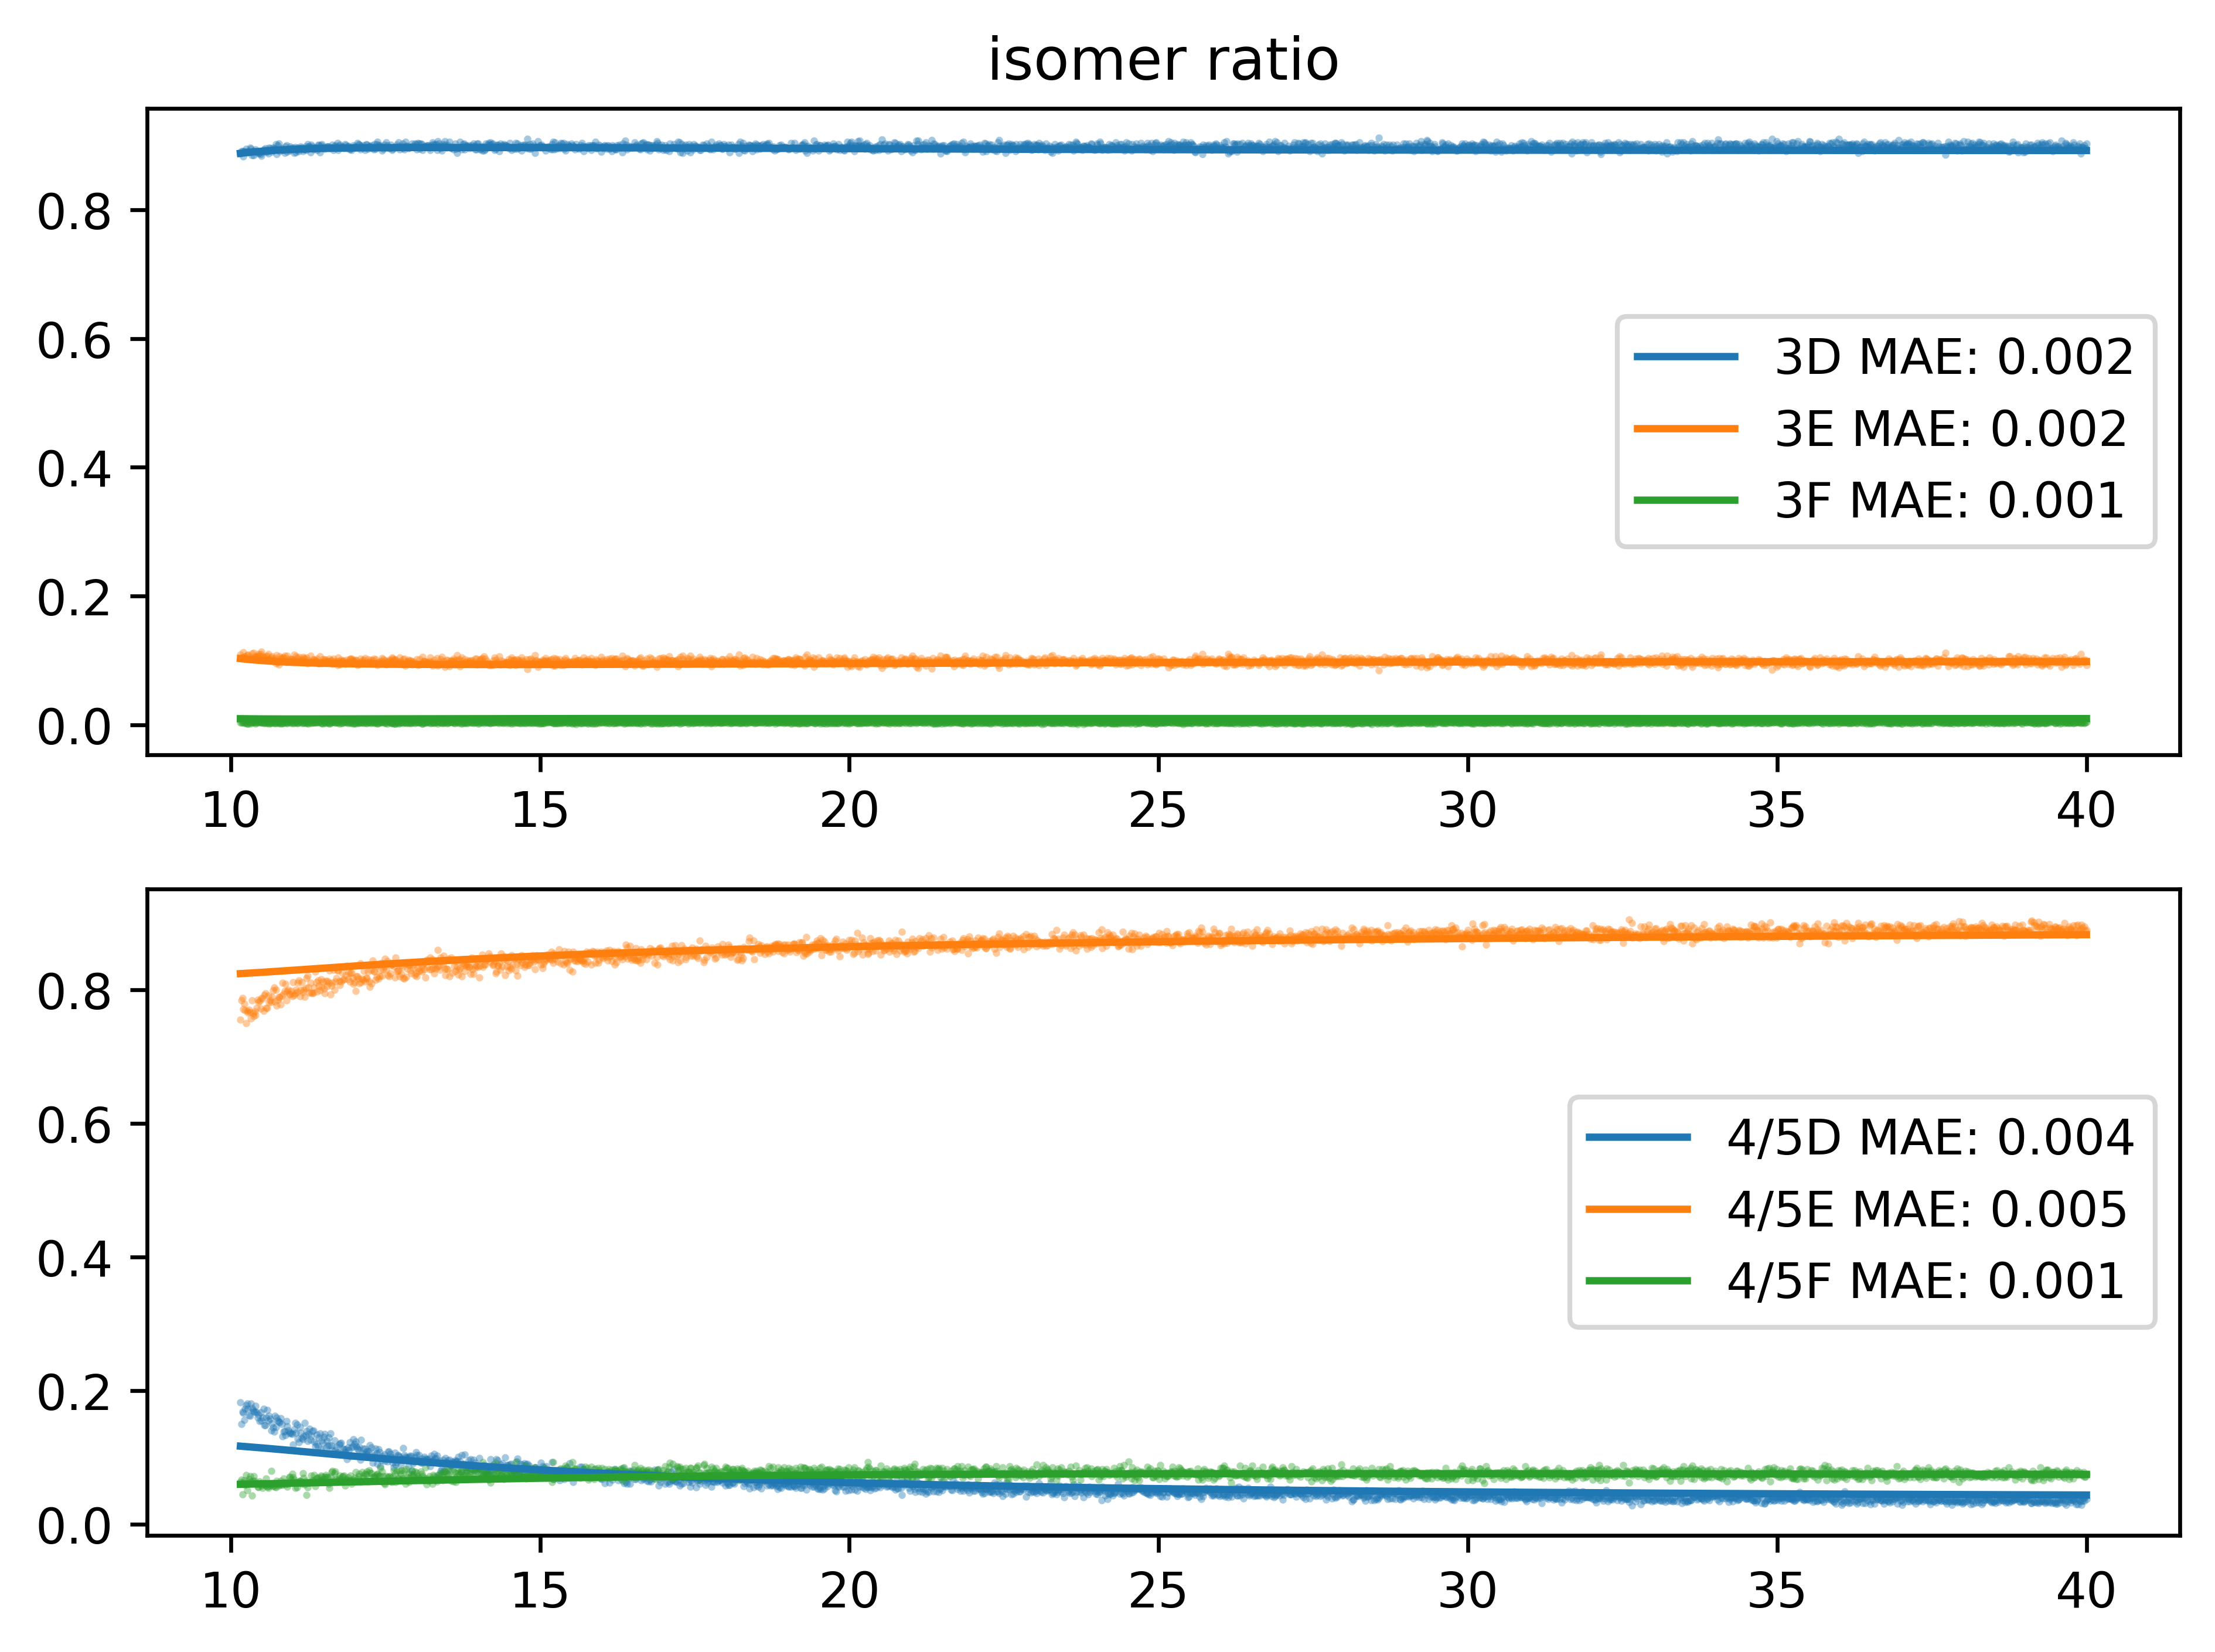 isomer ratio
0.8
0.6
0.4
0.2
0.0
3D MAE: 0.002
3E MAE: 0.002
3F MAE: 0.001
10 15 20 25 30 35 40
0.8
0.6
0.4
0.2
0.0
4/5D MAE: 0.004
4/5E MAE: 0.005
4/5F MAE: 0.001
10 15 20 25 30 35 40